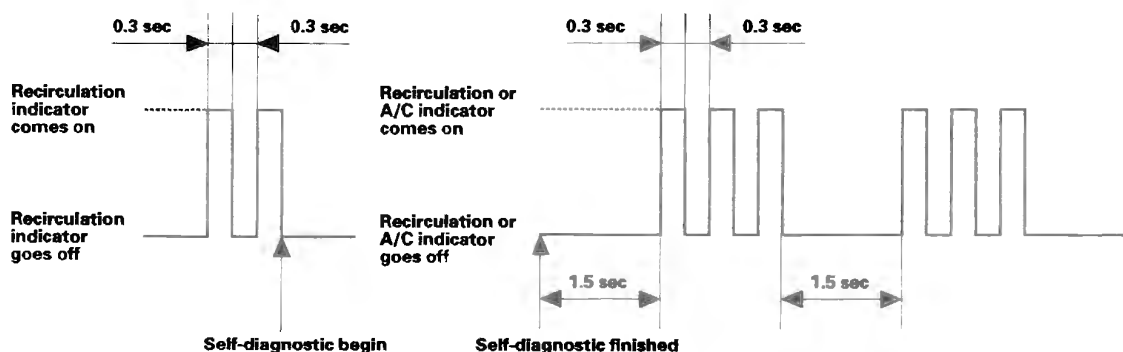 0.3 sec
0.3 sec
0.3 sec
0.3 sec
Recirculation
indicator
comes on
Recirculation or
A/C indicator
comes on
Recirculation
indicator
goes off
Recirculation or
A/C indicator
goes off
1.5 sec
1.5 sec
Self-diagnostic begin
Self-diagnostic finished